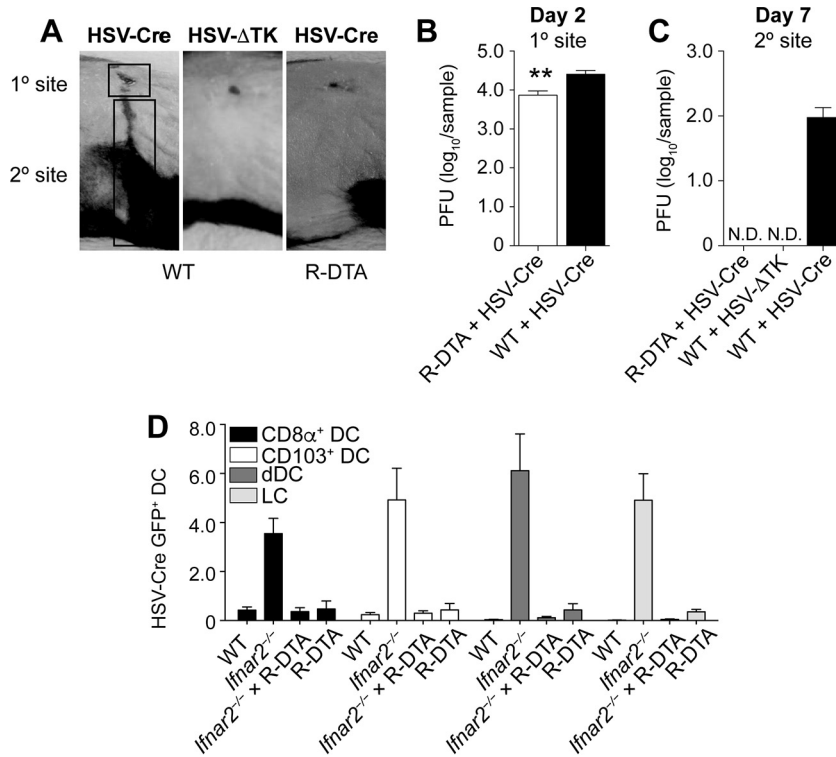 A
HSV-Cre HSV-ΔTK HSV-Cre
1º site
2º site
WT R-DTA
B
Day 2
1º site
PFU (log10/sample)
5.0
4.0
3.0
2.0
1.0
0
**
R-DTA + HSV-Cre
WT + HSV-Cre
C
Day 7
2º site
PFU (log10/sample)
3.0
2.0
1.0
0
N.D. N.D.
R-DTA + HSV-Cre
WT + HSV-ΔTK
WT + HSV-Cre
D
HSV-Cre GFP+ DC
8.0
6.0
4.0
2.0
0
CD8α+ DC
CD103+ DC
dDC
LC
WT
Ifnar2-/-
Ifnar2-/- x R-DTA
R-DTA
WT
Ifnar2-/-
Ifnar2-/- x R-DTA
R-DTA
WT
Ifnar2-/-
Ifnar2-/- x R-DTA
R-DTA
WT
Ifnar2-/-
Ifnar2-/- x R-DTA
R-DTA